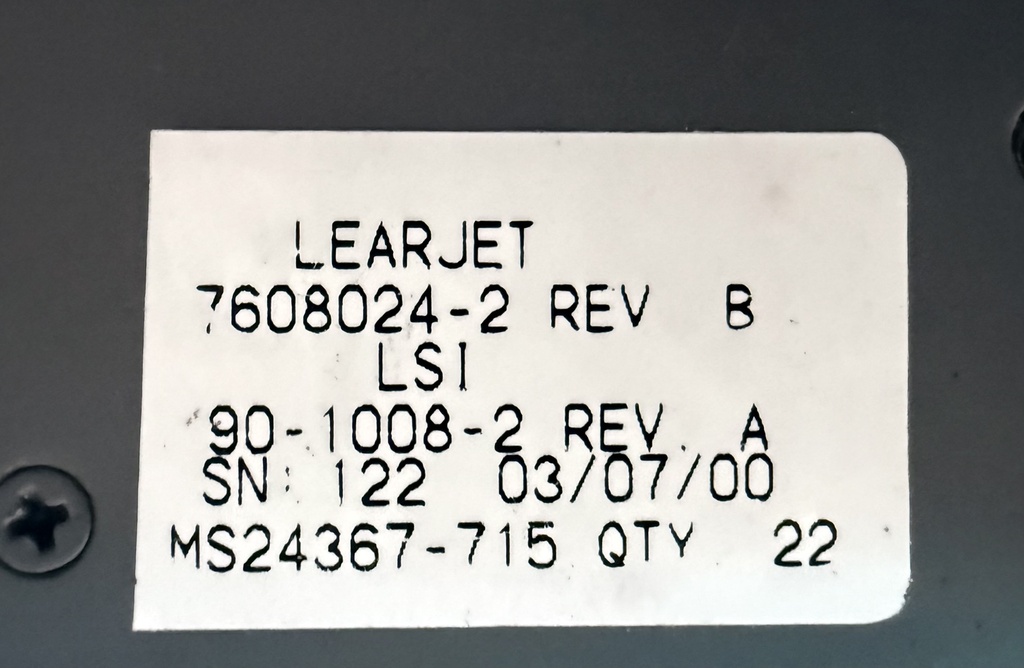 LEARJET
7608024-2 REV B
LSI
90-1008-2 REV. A
SN: 122 03/07/00
MS24367-715 QTY 22